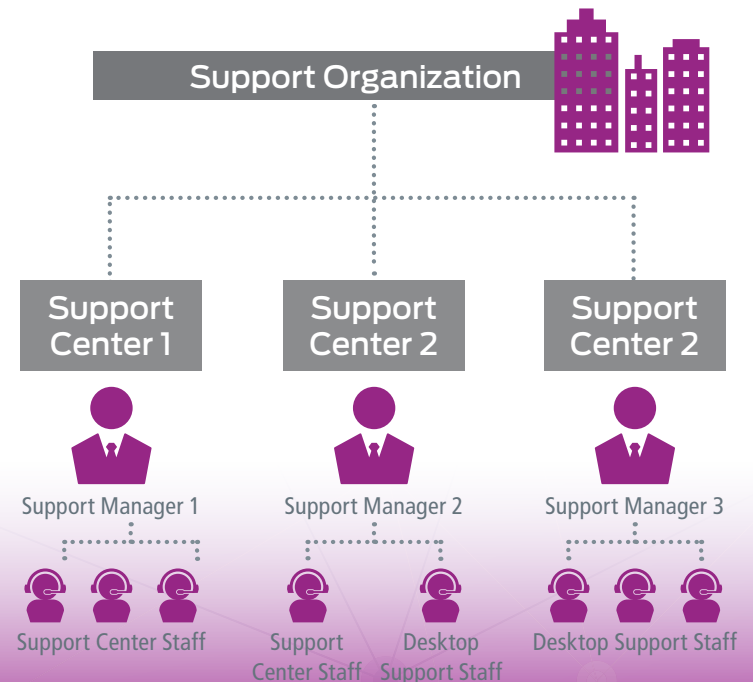 Support Organization
Support
Center 1
Support
Center 2
Support
Center 2
Support Manager 1
Support Manager 2
Support Manager 3
Support Center Staff
Support
Center Staff
Desktop
Support Staff
Desktop Support Staff